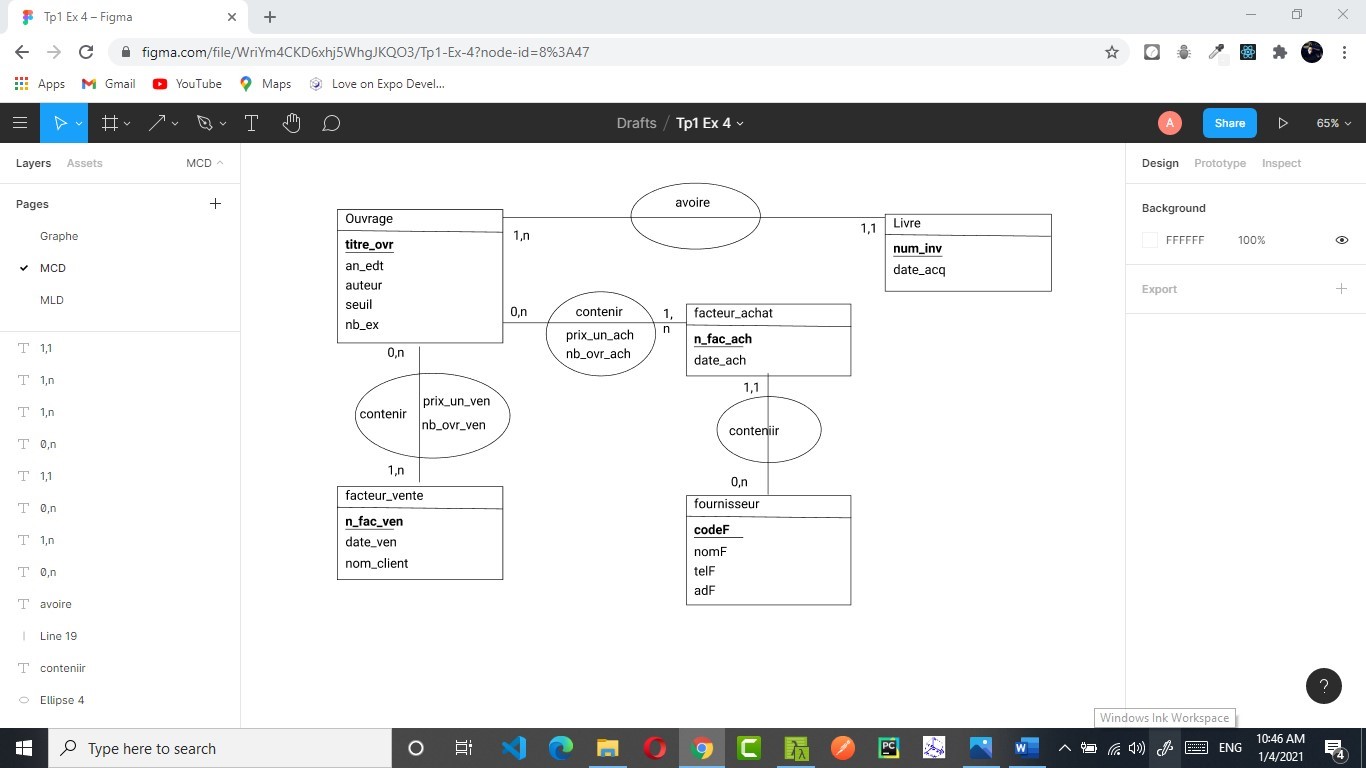 Tp1 Ex 4 – Figma
figma.com/file/WriYm4CKD6xhj5WhgJKQO3/Tp1-Ex-4?node-id=8%3A47
Apps Gmail YouTube Maps Love on Expo Devel...
Drafts / Tp1 Ex 4
A
Share
65%
Layers Assets MCD
Pages
Graphe
MCD
MLD
1,1
1,n
1,n
0,n
1,1
0,n
1,n
0,n
avoire
Line 19
conteniir
Ellipse 4
Ouvrage
titre_ovr
an_edt
auteur
seuil
nb_ex
1,n
avoire
1,1
Livre
num_inv
date_acq
0,n
contenir
prix_un_ach
nb_ovr_ach
1,
n
facteur_achat
n_fac_ach
date_ach
0,n
contenir
prix_un_ven
nb_ovr_ven
1,n
facteur_vente
n_fac_ven
date_ven
nom_client
1,1
conteniir
0,n
fournisseur
codeF
nomF
telF
adF
Design Prototype Inspect
Background
FFFFFF 100%
Export
?
Windows Ink Workspace
Type here to search
PC
ENG
10:46 AM
1/4/2021
4